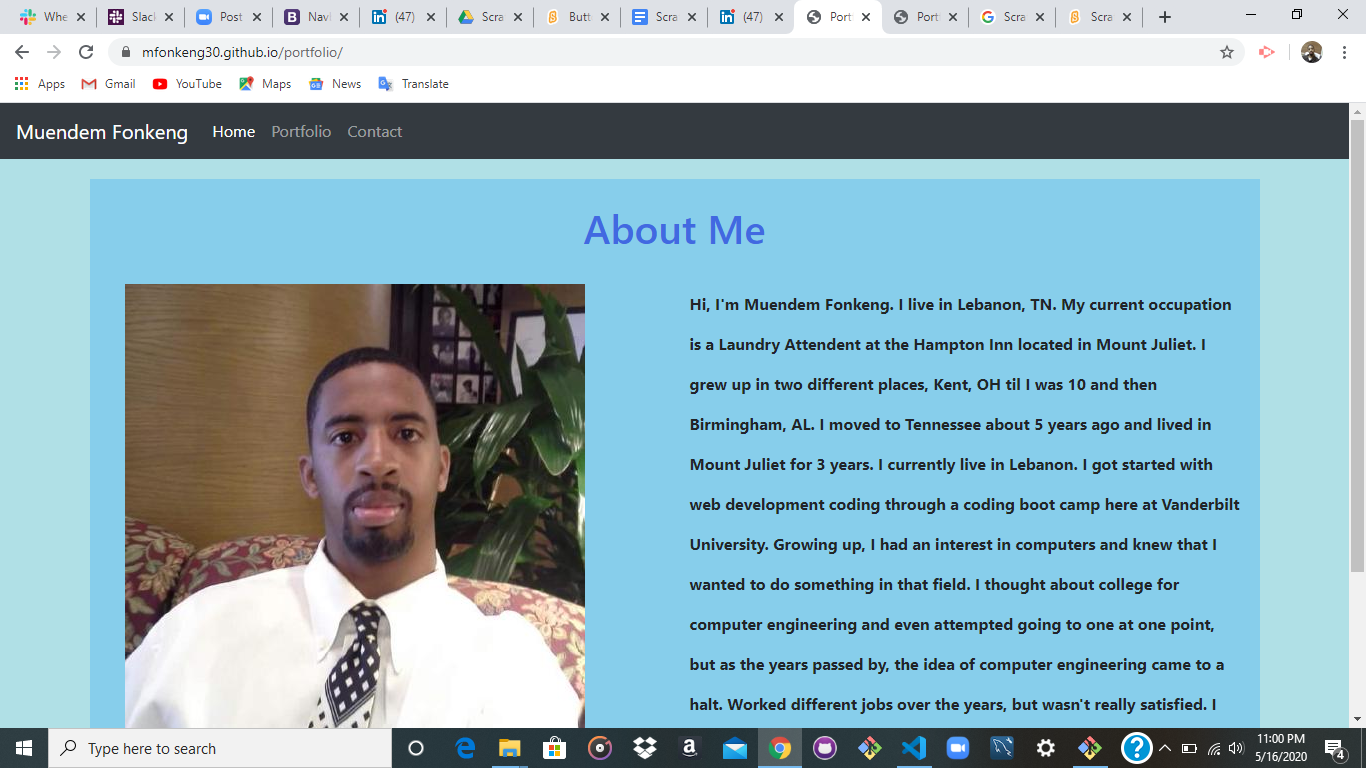 Whe
Slack
Post
Navi
(47)
Scra
Butt
Scra
(47)
Port
Port
Scra
Scra
mfonkeng30.github.io/portfolio/
Apps Gmail YouTube Maps News Translate
Muendem Fonkeng Home Portfolio Contact
About Me
Hi, I'm Muendem Fonkeng. I live in Lebanon, TN. My current occupation
is a Laundry Attendent at the Hampton Inn located in Mount Juliet. I
grew up in two different places, Kent, OH til I was 10 and then
Birmingham, AL. I moved to Tennessee about 5 years ago and lived in
Mount Juliet for 3 years. I currently live in Lebanon. I got started with
web development coding through a coding boot camp here at Vanderbilt
University. Growing up, I had an interest in computers and knew that I
wanted to do something in that field. I thought about college for
computer engineering and even attempted going to one at one point,
but as the years passed by, the idea of computer engineering came to a
halt. Worked different jobs over the years, but wasn't really satisfied. I
Type here to search
11:00 PM
5/16/2020
4